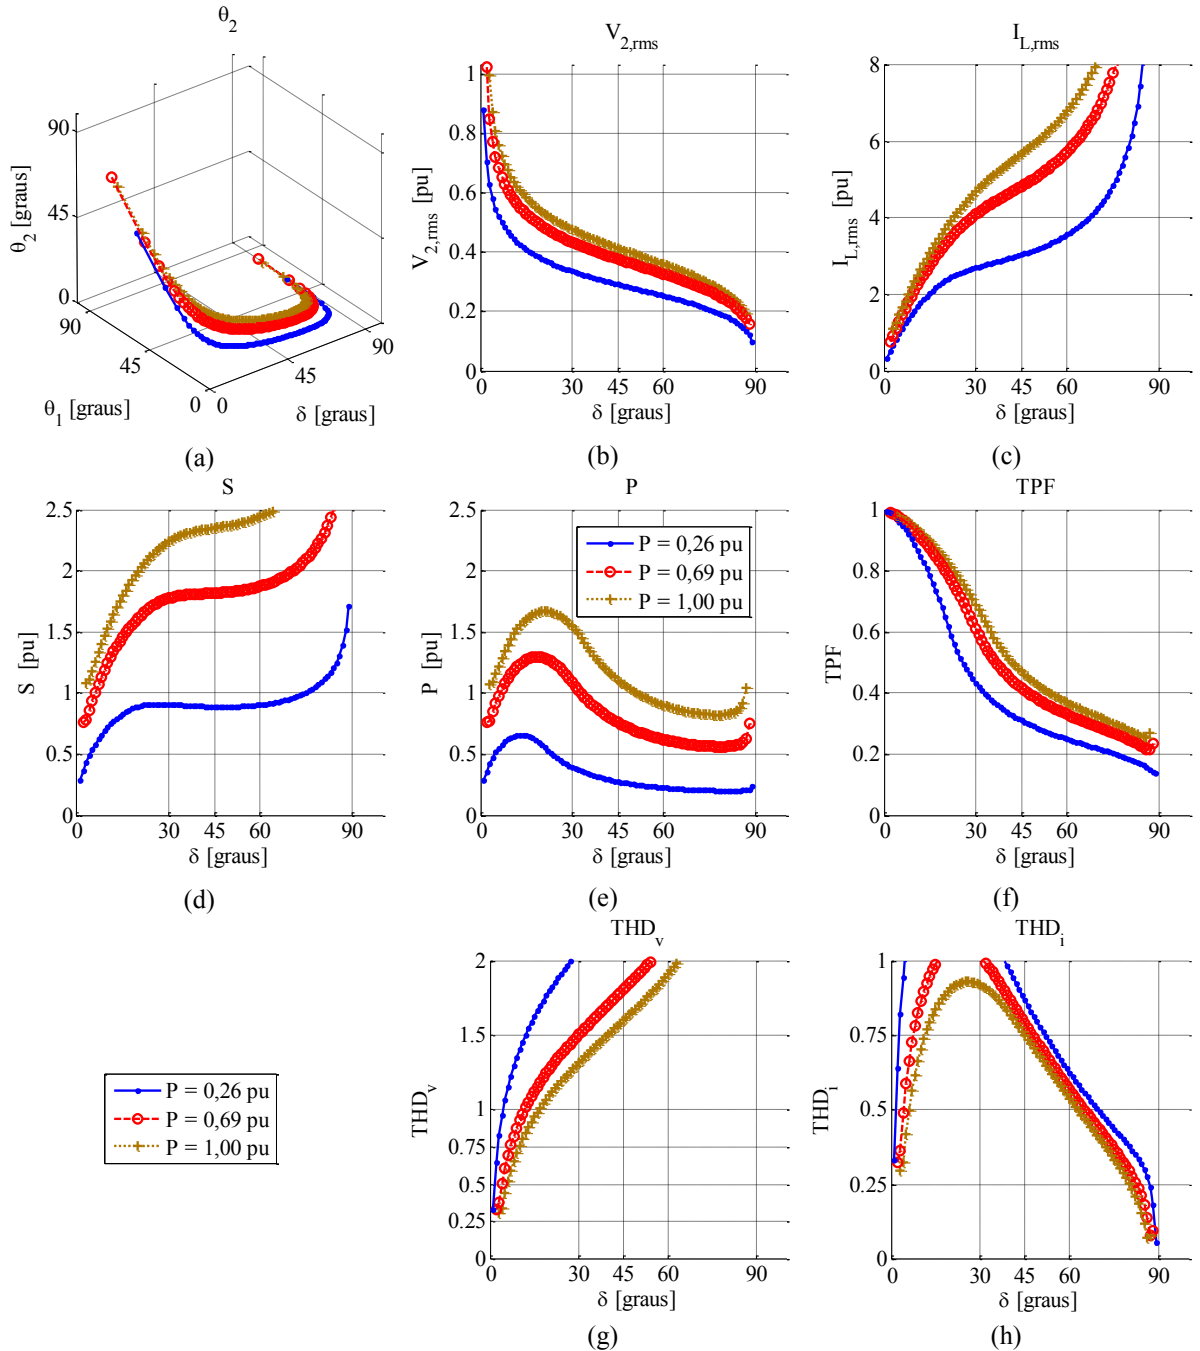 θ2
90
45
0
θ2 [graus]
90
45
0
θ1 [graus]
0
45
90
δ [graus]
(a)
V2,rms
1
0.8
0.6
0.4
0.2
0
V2,rms [pu]
0 30 45 60 90
δ [graus]
(b)
IL,rms
8
6
4
2
0
IL,rms [pu]
0 30 45 60 90
δ [graus]
(c)
S
2.5
2
1.5
1
0.5
0
S [pu]
0 30 45 60 90
δ [graus]
(d)
P
2.5
2
1.5
1
0.5
0
P [pu]
P = 0,26 pu
P = 0,69 pu
P = 1,00 pu
0 30 45 60 90
δ [graus]
(e)
TPF
1
0.8
0.6
0.4
0.2
0
TPF
0 30 45 60 90
δ [graus]
(f)
P = 0,26 pu
P = 0,69 pu
P = 1,00 pu
THDv
2
1.5
1
0.75
0.5
0.25
0
THDv
0 30 45 60 90
δ [graus]
(g)
THDi
1
0.75
0.5
0.25
0
THDi
0 30 45 60 90
δ [graus]
(h)